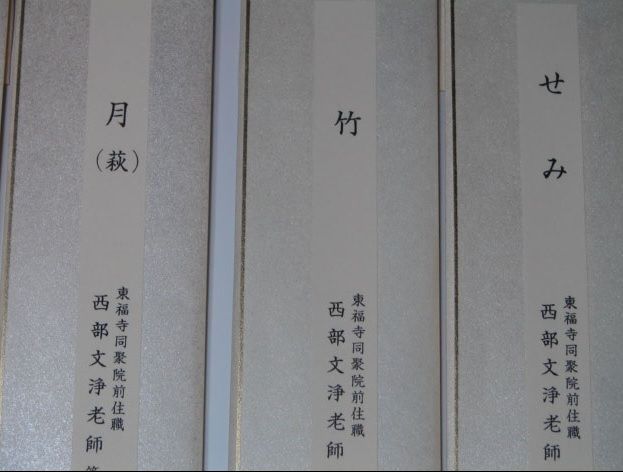 せみ
東福寺同聚院前住職
西部文浄老師
竹
東福寺同聚院前住職
西部文浄老師
月
（萩）
東福寺同聚院前住職
西部文浄老師